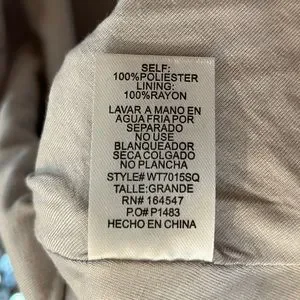 SELF:
100%POLIESTER
LINING:
100%RAYON
LAVAR A MANO EN
AGUA FRIA POR
SEPARADO
NO USE
BLANQUEADOR
SECA COLGADO
NO PLANCHA
STYLE# WT7015SQ
TALLE:GRANDE
RN# 164547
P.O# P1483
HECHO EN CHINA